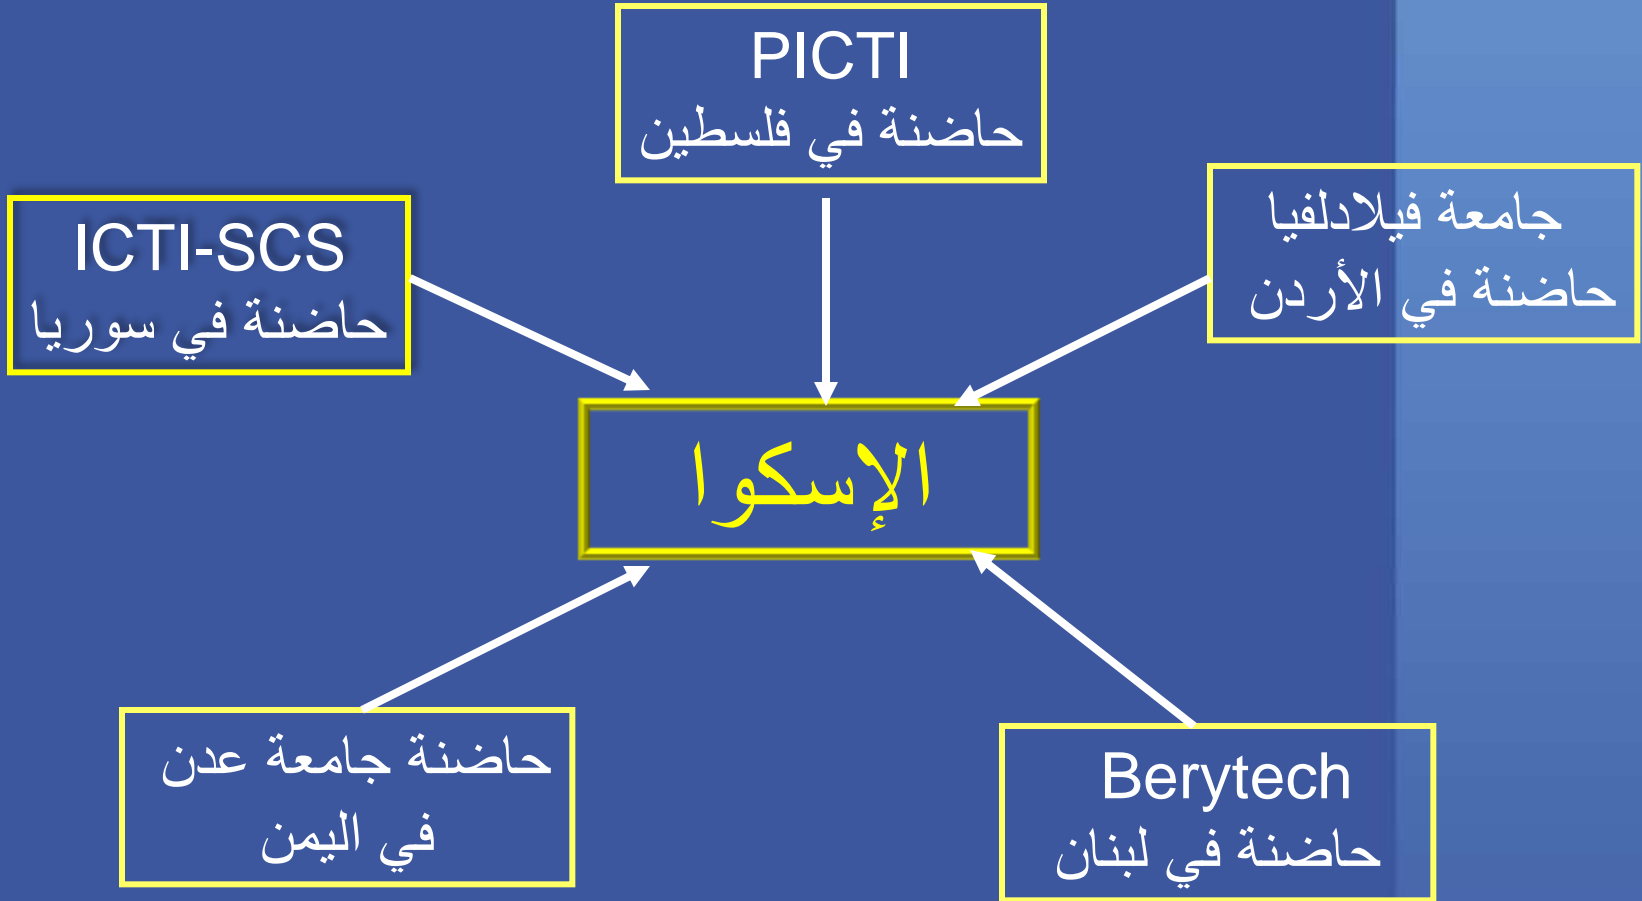 PICTI
حاضنة في فلسطين
جامعة فيلادلفيا
حاضنة في الأردن
ICTI-SCS
حاضنة في سوريا
الإسكوا
حاضنة جامعة عدن
في اليمن
Berytech
حاضنة في لبنان